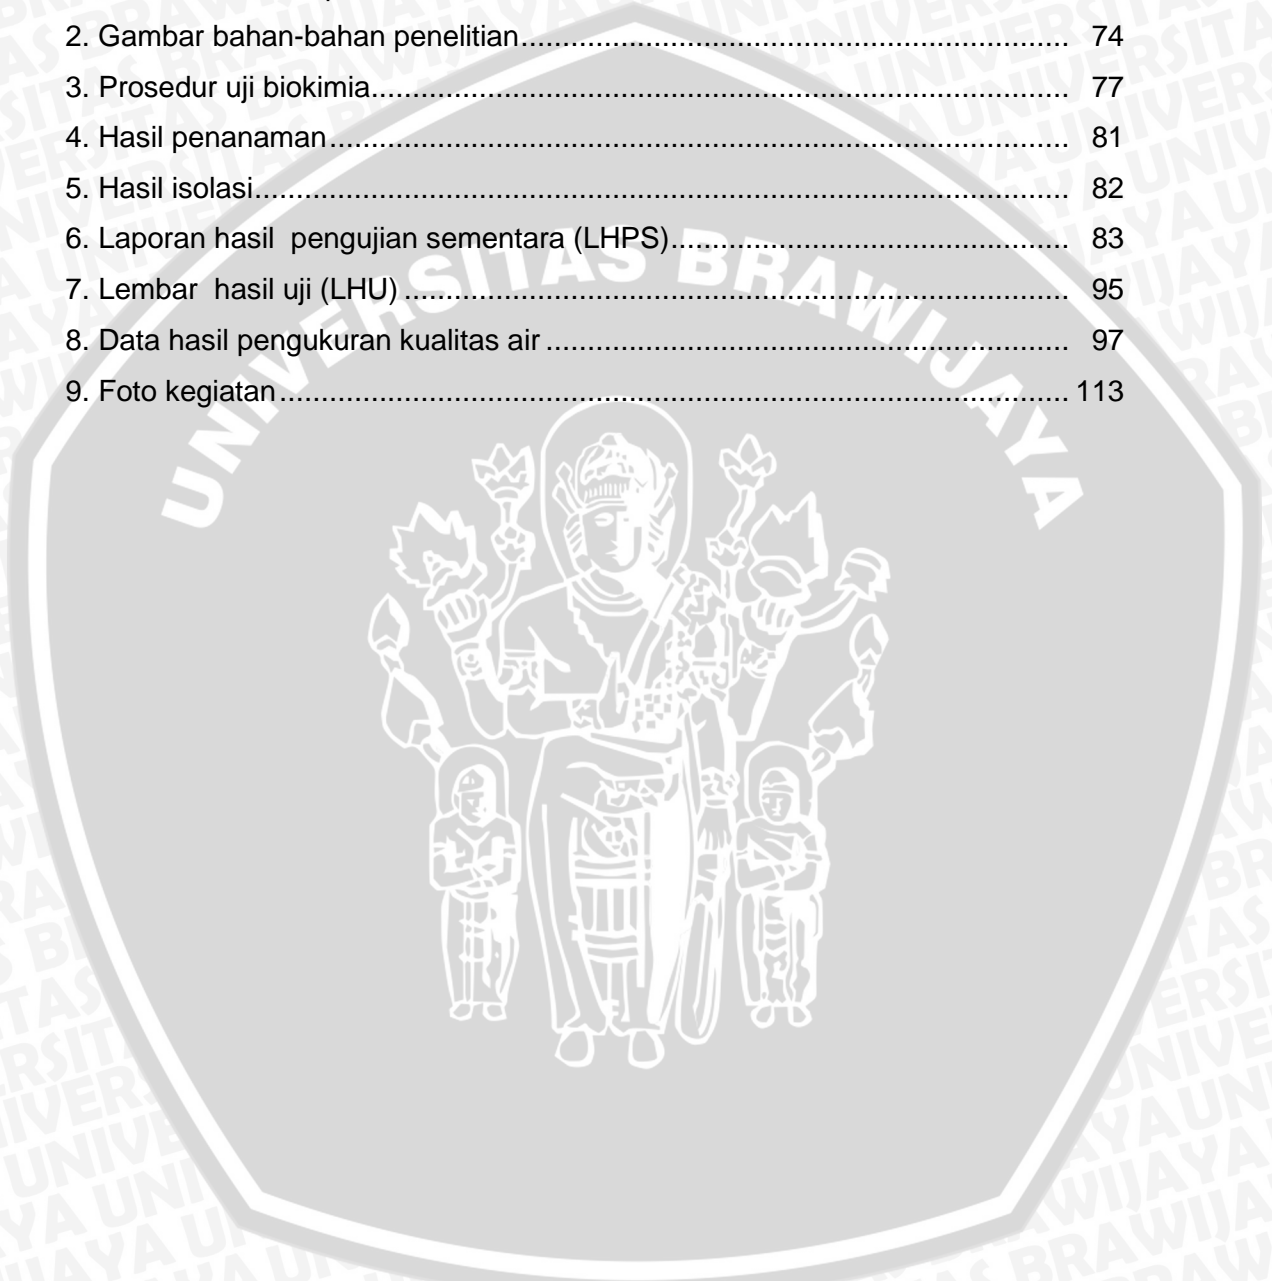 2. Gambar bahan-bahan penelitian.......................................................................... 74
3. Prosedur uji biokimia.............................................................................................. 77
4. Hasil penanaman.................................................................................................... 81
5. Hasil isolasi.............................................................................................................. 82
6. Laporan hasil pengujian sementara (LHPS)...................................................... 83
7. Lembar hasil uji (LHU)......................................................................................... 95
8. Data hasil pengukuran kualitas air...................................................................... 97
9. Foto kegiatan.......................................................................................................... 113
UNIVERSITAS BRAWIJAYA